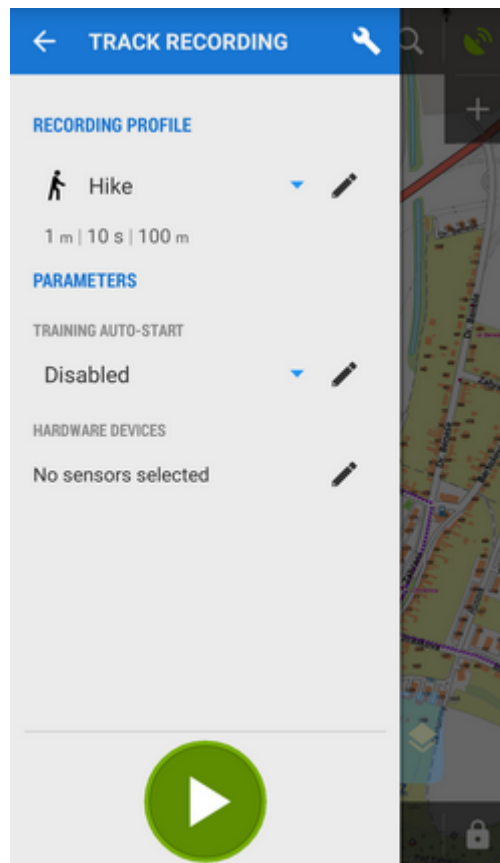 TRACK RECORDING
RECORDING PROFILE
Hike
1 m | 10 s | 100 m
PARAMETERS
TRAINING AUTO-START
Disabled
HARDWARE DEVICES
No sensors selected